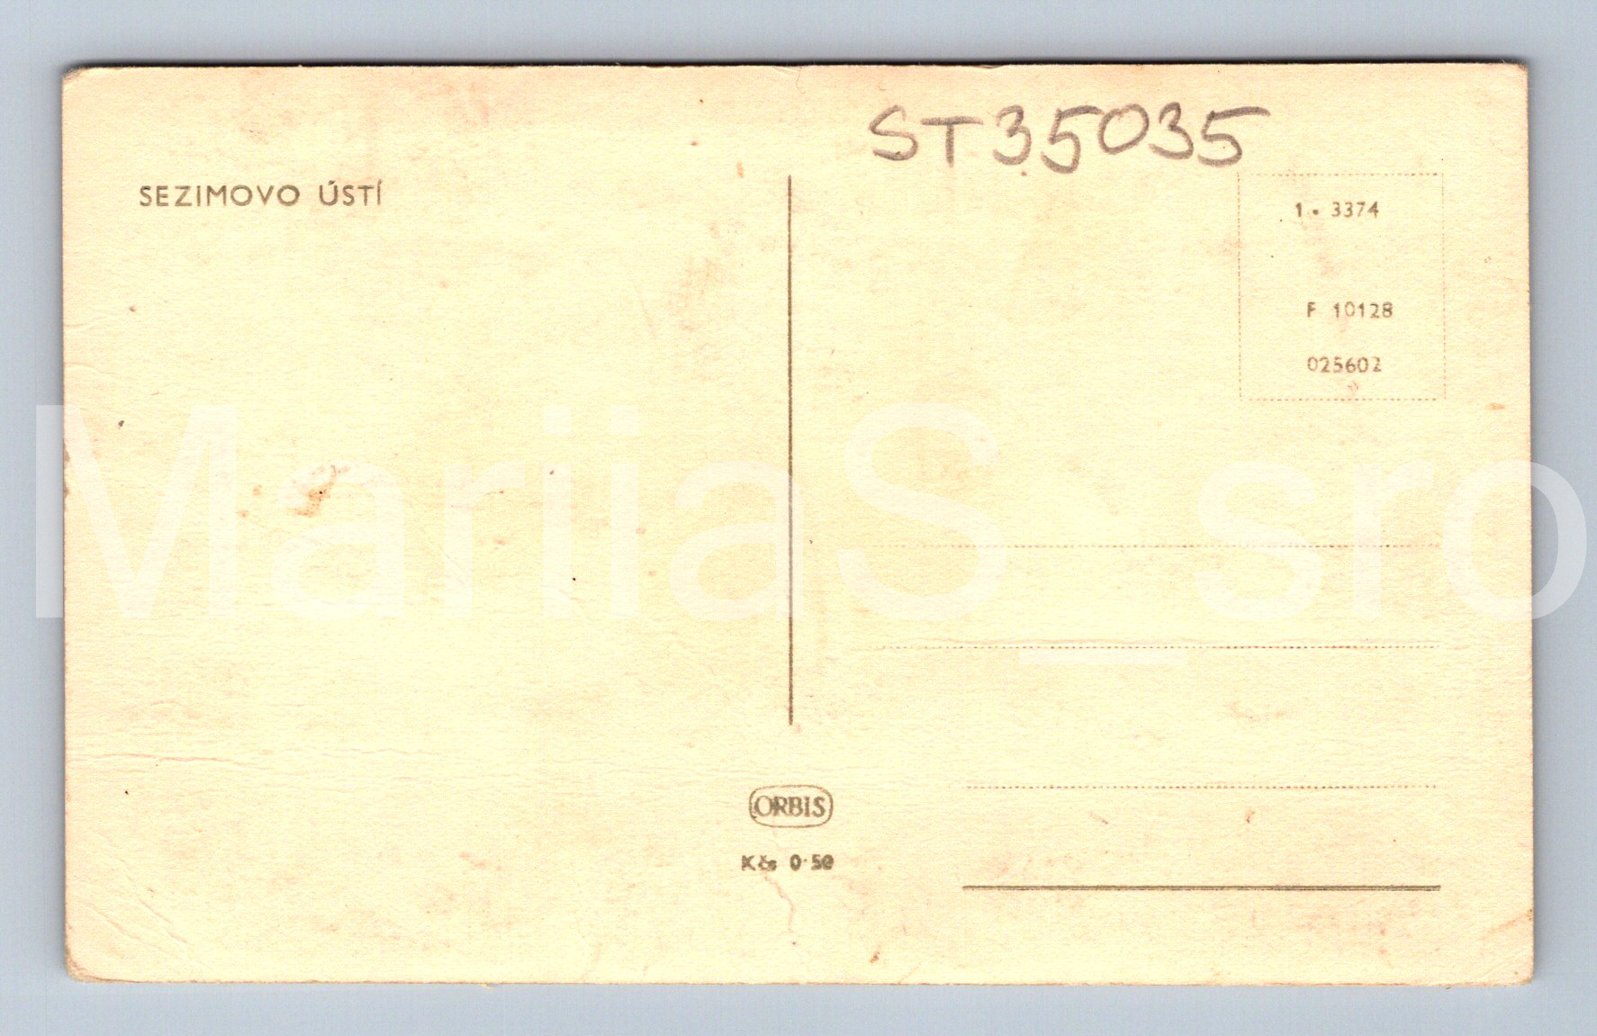 ST35035
SEZIMOVO ÚSTÍ
1 • 3374
F 10128
025602
MariiaS_sro
ORBIS
Kčs 0·50